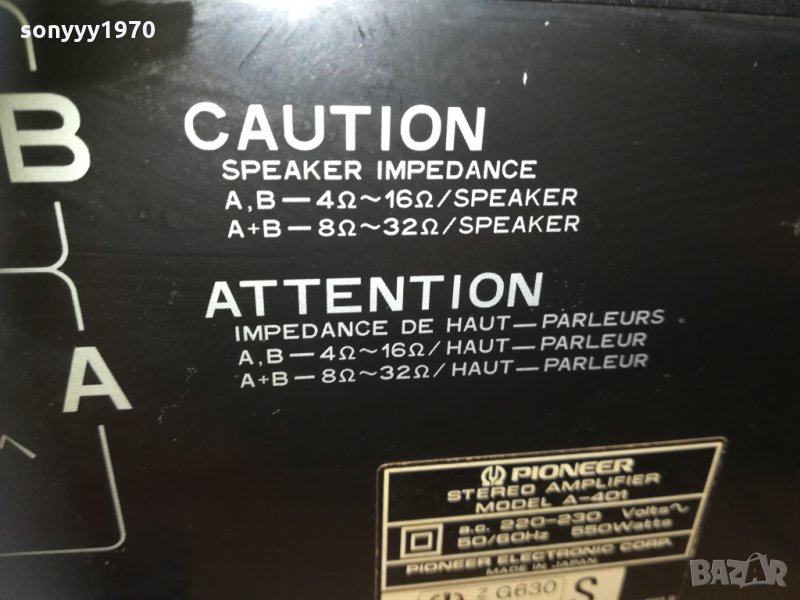 sonyyy1970
B
CAUTION
SPEAKER IMPEDANCE
A,B—4Ω~16Ω/SPEAKER
A+B—8Ω~32Ω/SPEAKER
ATTENTION
IMPEDANCE DE HAUT—PARLEURS
A,B—4Ω~16Ω/HAUT—PARLEUR
A+B—8Ω~32Ω/HAUT—PARLEUR
A
PIONEER
STEREO AMPLIFIER
MODEL A-401
a.c. 220-230 Volts~
50/60Hz 550Watts
PIONEER ELECTRONIC CORP.
MADE IN JAPAN
Z G630 S
BAZAR